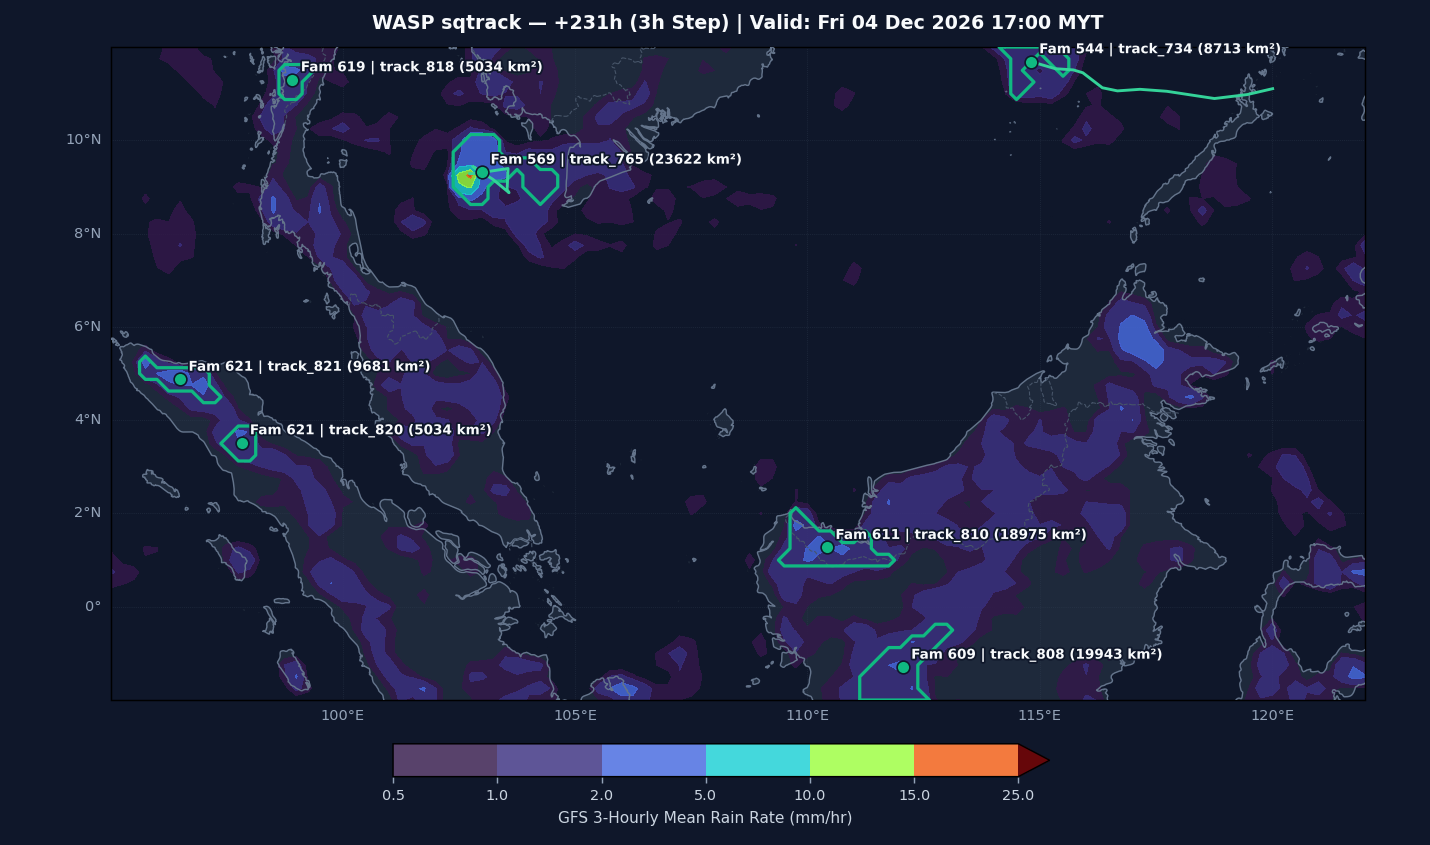 WASP sqtrack — +231h (3h Step) | Valid: Fri 04 Dec 2026 17:00 MYT
Fam 544 | track_734 (8713 km²)
Fam 619 | track_818 (5034 km²)
10°N
Fam 569 | track_765 (23622 km²)
8°N
6°N
Fam 621 | track_821 (9681 km²)
4°N
Fam 621 | track_820 (5034 km²)
2°N
Fam 611 | track_810 (18975 km²)
0°
Fam 609 | track_808 (19943 km²)
100°E 105°E 110°E 115°E 120°E
0.5 1.0 2.0 5.0 10.0 15.0 25.0
GFS 3-Hourly Mean Rain Rate (mm/hr)